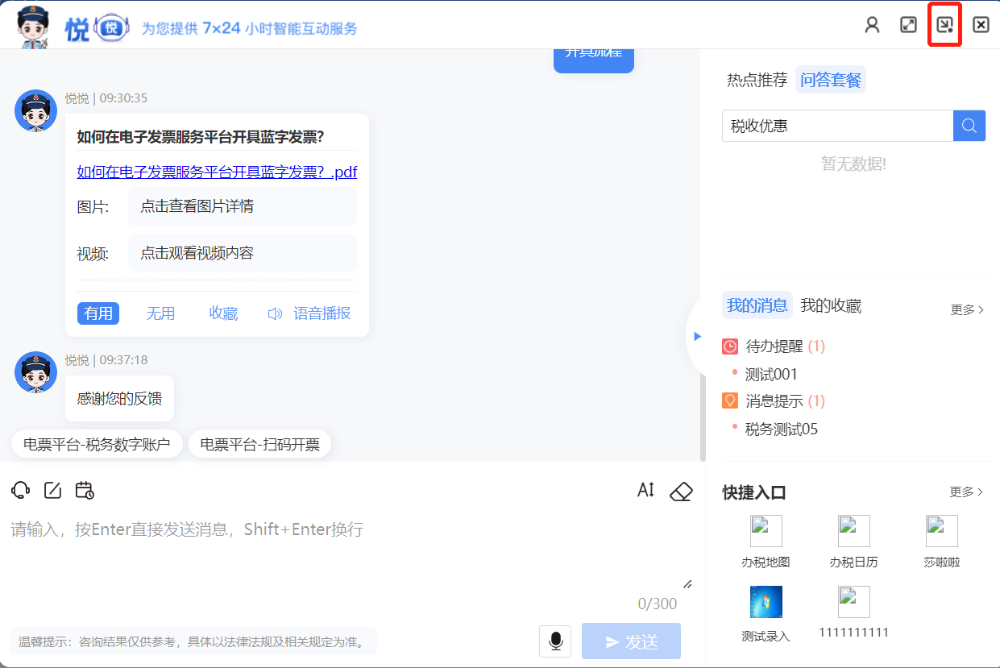 悦 悦 为您提供 7×24 小时智能互动服务
开具流程
悦悦 | 09:30:35
如何在电子发票服务平台开具蓝字发票?
如何在电子发票服务平台开具蓝字发票? .pdf
图片: 点击查看图片详情
视频: 点击观看视频内容
有用 无用 收藏 语音播报
悦悦 | 09:37:18
感谢您的反馈
电票平台-税务数字账户 电票平台-扫码开票
请输入，按Enter直接发送消息，Shift+Enter换行
0/300
温馨提示：咨询结果仅供参考，具体以法律法规及相关规定为准。
发送
热点推荐 问答套餐
税收优惠
暂无数据!
我的消息 我的收藏 更多
待办提醒 (1)
测试001
消息提示 (1)
税务测试05
快捷入口 更多
办税地图 办税日历 莎啦啦
测试录入 1111111111